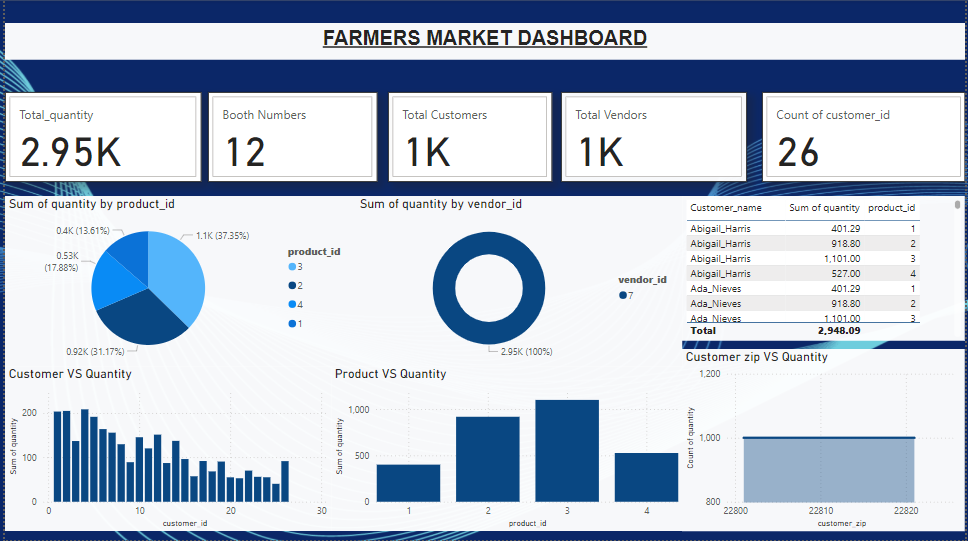 FARMERS MARKET DASHBOARD
Total_quantity
2.95K
Booth Numbers
12
Total Customers
1K
Total Vendors
1K
Count of customer_id
26
Sum of quantity by product_id
0.4K (13.61%)
1.1K (37.35%)
0.53K
(17.88%)
0.92K (31.17%)
product_id
3
2
4
1
Sum of quantity by vendor_id
2.95K (100%)
vendor_id
7
Customer_name Sum of quantity product_id
Abigail_Harris 401.29 1
Abigail_Harris 918.80 2
Abigail_Harris 1,101.00 3
Abigail_Harris 527.00 4
Ada_Nieves 401.29 1
Ada_Nieves 918.80 2
Ada_Nieves 1,101.00 3
Total 2,948.09
Customer VS Quantity
Sum of quantity
200
100
0
0 10 20 30
customer_id
Product VS Quantity
Sum of quantity
1,000
500
0
1 2 3 4
product_id
Customer zip VS Quantity
Count of quantity
1,200
1,000
800
22800 22810 22820
customer_zip